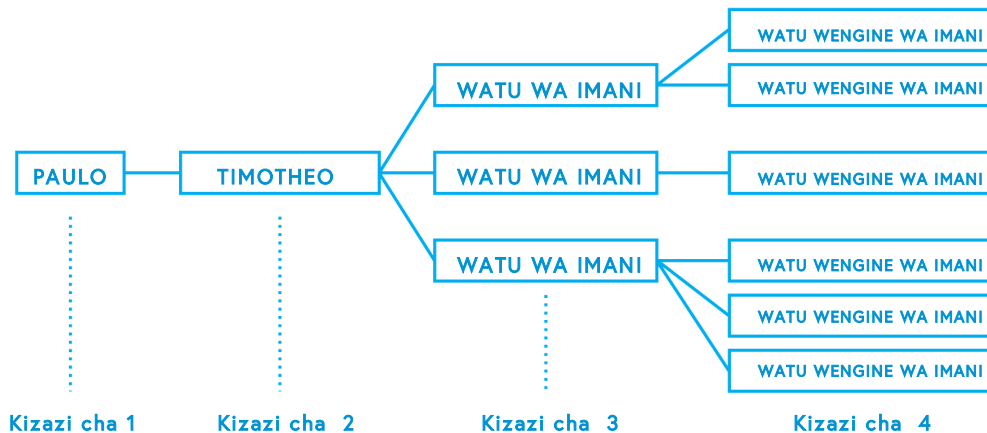 WATU WENGINE WA IMANI
WATU WA IMANI
WATU WENGINE WA IMANI
PAULO
TIMOTHEO
WATU WA IMANI
WATU WENGINE WA IMANI
WATU WA IMANI
WATU WENGINE WA IMANI
WATU WENGINE WA IMANI
WATU WENGINE WA IMANI
Kizazi cha 1
Kizazi cha 2
Kizazi cha 3
Kizazi cha 4